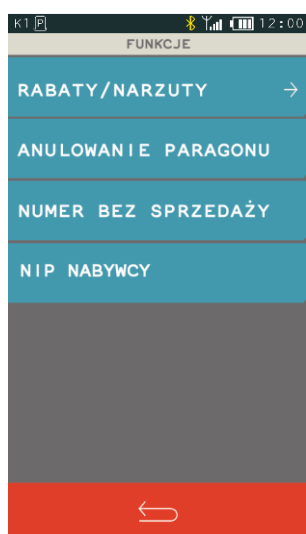 K1 P 12:00
FUNKCJE
RABATY/NARZUTY
ANULOWANIE PARAGONU
NUMER BEZ SPRZEDAŻY
NIP NABYWCY